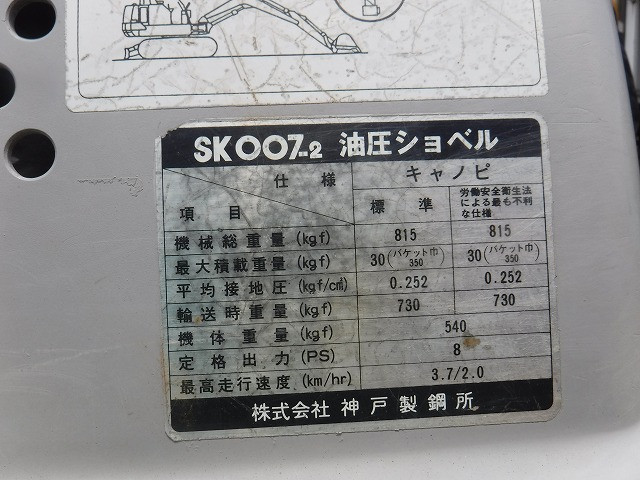 SK007-2 油圧ショベル
仕様 キャノピ
項目 標準 労働安全衛生法による最も不利な仕様
機械総重量(kgf) 815 815
最大積載重量(kgf) 30(バケット巾350) 30(バケット巾350)
平均接地圧(kgf/cm²) 0.252 0.252
輸送時重量(kgf) 730 730
機体重量(kgf) 540
定格出力(PS) 8
最高走行速度(km/hr) 3.7/2.0
株式会社 神戸製鋼所